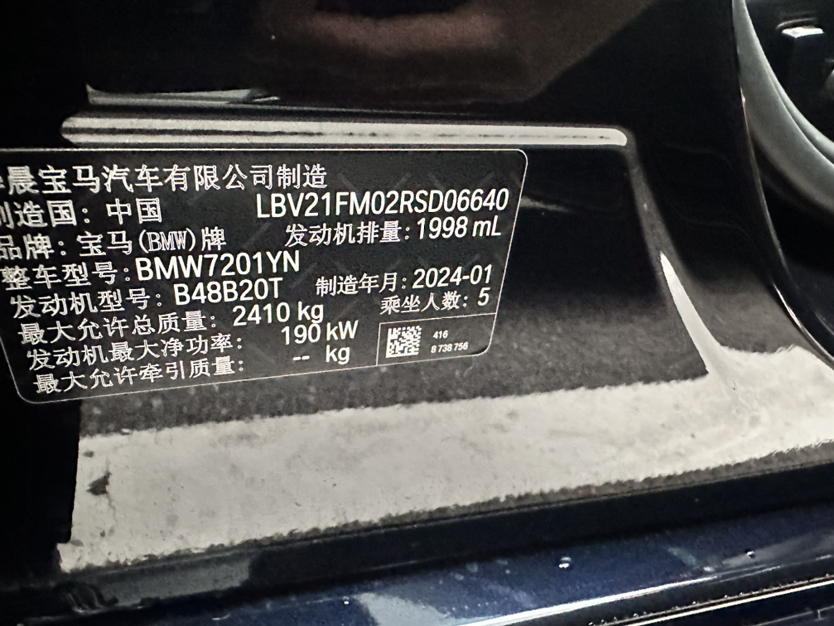 晨宝马汽车有限公司制造
制造国: 中国 LBV21FM02RSD06640
品牌: 宝马(BMW)牌 发动机排量: 1998 mL
整车型号: BMW7201YN
发动机型号: B48B20T 制造年月: 2024-01
最大允许总质量: 2410 kg 乘坐人数: 5
发动机最大净功率: 190 kW
最大允许牵引质量: -- kg
416
8 738 756